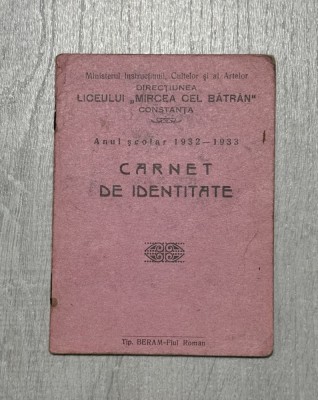 Ministerul Instrucțiunii, Cultelor și al Artelor
DIRECȚIUNEA
LICEULUI „MIRCEA CEL BĂTRÂN"
CONSTANȚA
Anul școlar 1932—1933
CARNET
DE IDENTITATE
Tip. BERAM-Fiul Roman